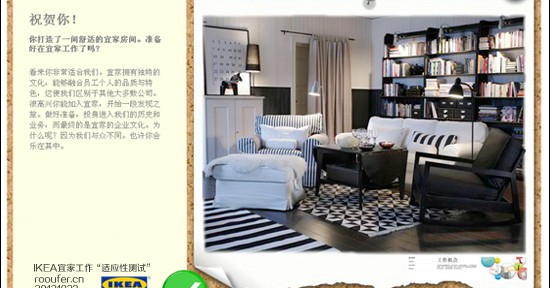 祝贺你！
你打造了一间舒适的宜家房间。准备
好在宜家工作了吗？
看来你非常适合我们。宜家拥有独特的
文化，能够融合员工个人的品质与特
色，这使我们区别于其他大多数公司。
很高兴你能加入宜家，开始一段发现之
旅。做好准备，投身进入我们的历史和
业务，而最终的是宜家的企业文化。为
什么呢？因为我们与众不同。也许你会
乐在其中。
工作概念
IKEA宜家工作“适应性测试”
rooufer.cn
IKEA